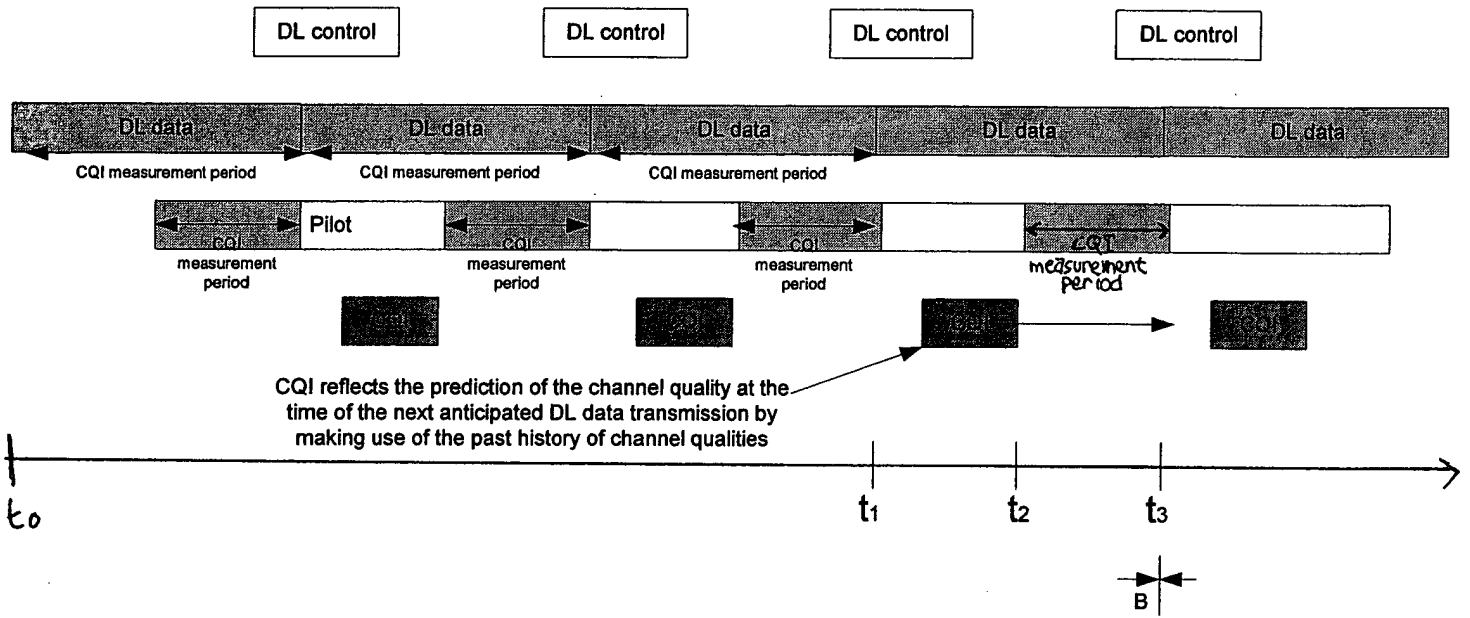 DL control DL control DL control DL control
DL data DL data DL data DL data DL data
CQI measurement period CQI measurement period CQI measurement period
Pilot
CQI CQI CQI CQI
measurement measurement measurement measurement
period period period period
CQI CQI CQI CQI
CQI reflects the prediction of the channel quality at the
time of the next anticipated DL data transmission by
making use of the past history of channel qualities
t0 t1 t2 t3
B